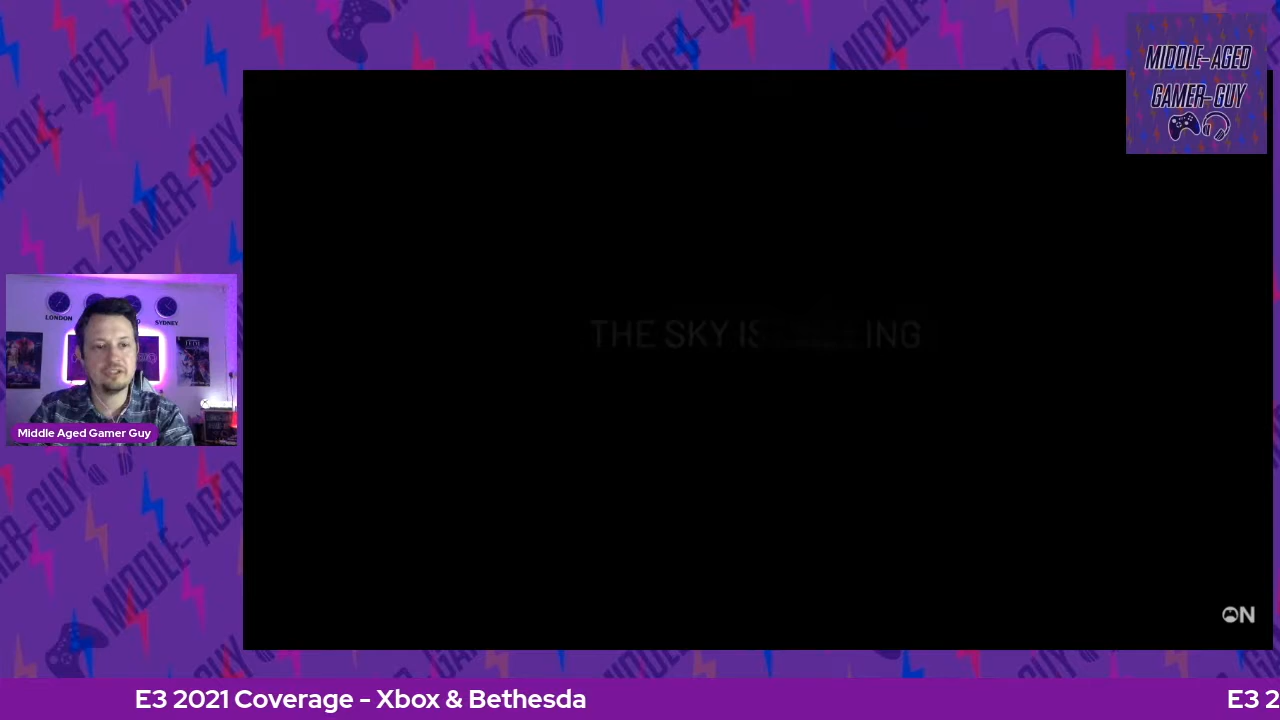 MIDDLE-AGED
GAMER-GUY
THE SKY IS
LONDON
SYDNEY
Middle Aged Gamer Guy
ON
E3 2021 Coverage - Xbox & Bethesda
E3 2